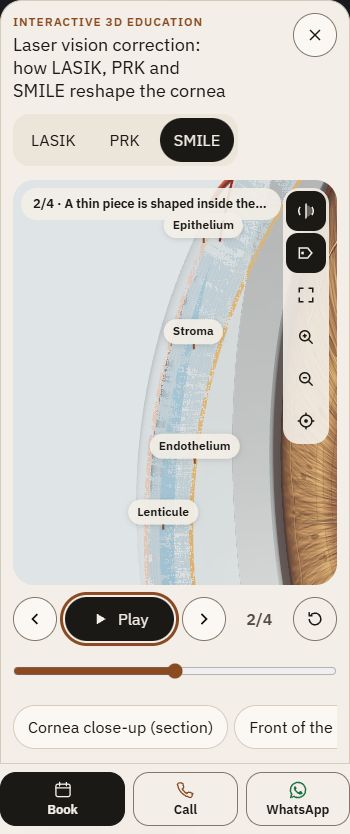 INTERACTIVE 3D EDUCATION
Laser vision correction:
how LASIK, PRK and
SMILE reshape the cornea
LASIK PRK SMILE
2/4 · A thin piece is shaped inside the...
Epithelium
Stroma
Endothelium
Lenticule
Play 2/4
Cornea close-up (section) Front of the
Book Call WhatsApp